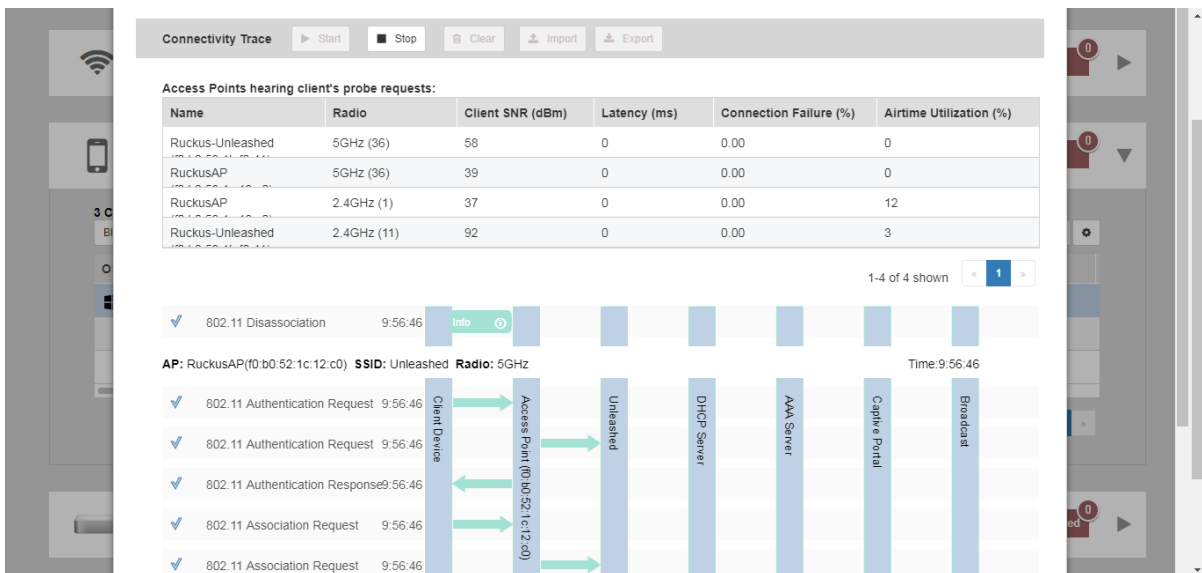 Connectivity Trace Start Stop Clear Import Export
0
Access Points hearing client's probe requests:
Name Radio Client SNR (dBm) Latency (ms) Connection Failure (%) Airtime Utilization (%)
Ruckus-Unleashed 5GHz (36) 58 0 0.00 0
0
RuckusAP 5GHz (36) 39 0 0.00 0
RuckusAP 2.4GHz (1) 37 0 0.00 12
3 C
Ruckus-Unleashed 2.4GHz (11) 92 0 0.00 3
1-4 of 4 shown « 1 »
802.11 Disassociation 9:56:46 Info
AP: RuckusAP(f0:b0:52:1c:12:c0) SSID: Unleashed Radio: 5GHz Time:9:56:46
Client Device
Access Point (f0:b0:52:1c:12:c0)
Unleashed
DHCP Server
AAA Server
Captive Portal
Broadcast
802.11 Authentication Request 9:56:46
»
802.11 Authentication Request 9:56:46
802.11 Authentication Response9:56:46
802.11 Association Request 9:56:46
0
ed
802.11 Association Request 9:56:46